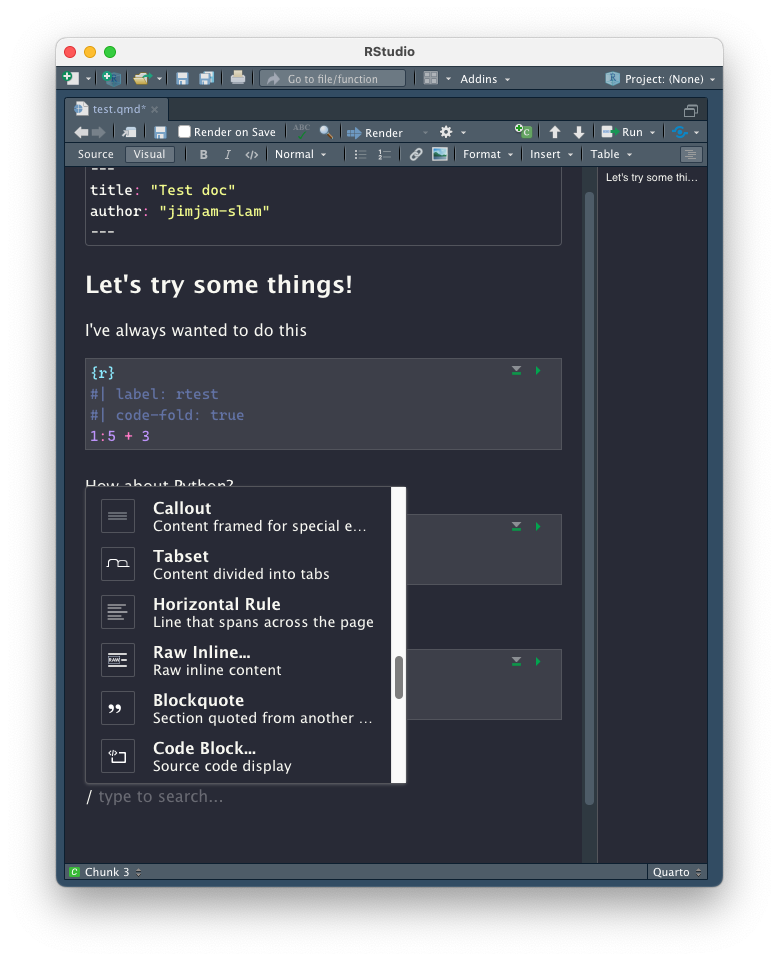 RStudio
Go to file/function
Addins
Project: (None)
test.qmd*
Render on Save
ABC
Render
Run
Source
Visual
B
I
</>
Normal
Format
Insert
Table
---
title: "Test doc"
author: "jimjam-slam"
---
Let's try some thi…
Let's try some things!
I've always wanted to do this
{r}
#| label: rtest
#| code-fold: true
1:5 + 3
How about Python?
Callout
Content framed for special e…
Tabset
Content divided into tabs
Horizontal Rule
Line that spans across the page
RAW
Raw Inline...
Raw inline content
Blockquote
Section quoted from another …
Code Block...
Source code display
/ type to search...
C Chunk 3
Quarto